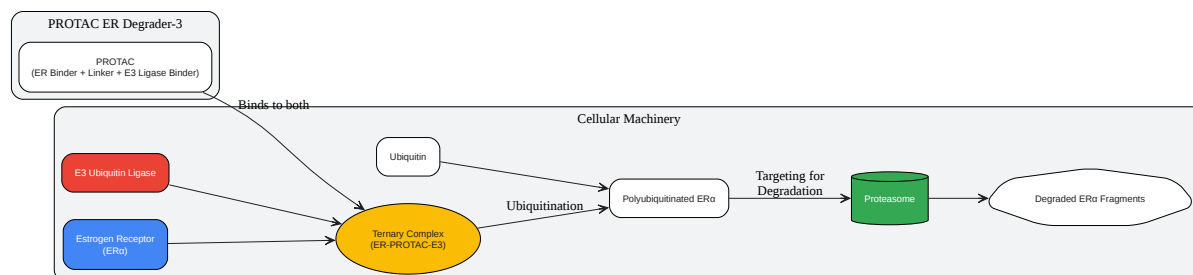 PROTAC ER Degrader-3
PROTAC
(ER Binder + Linker + E3 Ligase Binder)
Binds to both
Cellular Machinery
E3 Ubiquitin Ligase
Estrogen Receptor
(ERα)
Ubiquitin
Ternary Complex
(ER-PROTAC-E3)
Ubiquitination
Polyubiquitinated ERα
Targeting for
Degradation
Proteasome
Degraded ERα Fragments